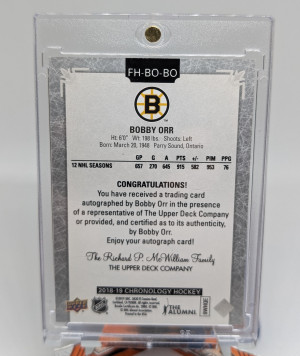 FH-BO-BO
B
BOBBY ORR
Ht: 6'0" Wt: 198 lbs. Shoots: Left
Born: March 20, 1948 Parry Sound, Ontario
GP G A PTS +/- PIM PPG
12 NHL SEASONS 657 270 645 915 582 953 76
CONGRATULATIONS!
You have received a trading card
autographed by Bobby Orr in the presence of
a representative of The Upper Deck Company
or provided, and certified as to its authenticity,
by Bobby Orr.
Enjoy your autograph card!
The Richard P. McWilliam Family
THE UPPER DECK COMPANY
2018-19 CHRONOLOGY HOCKEY
NHL
THE
ALUMNI